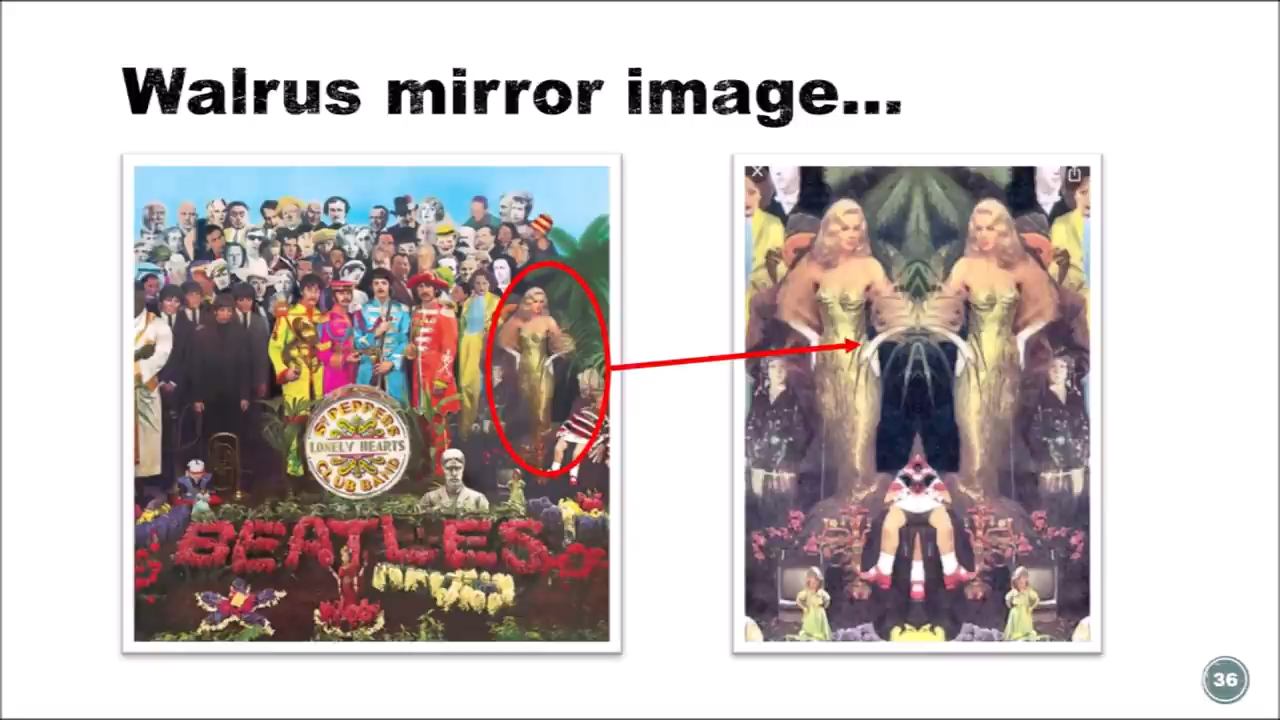 Walrus mirror image...
SGT PEPPERS
LONELY HEARTS
CLUB BAND
BEATLES
36